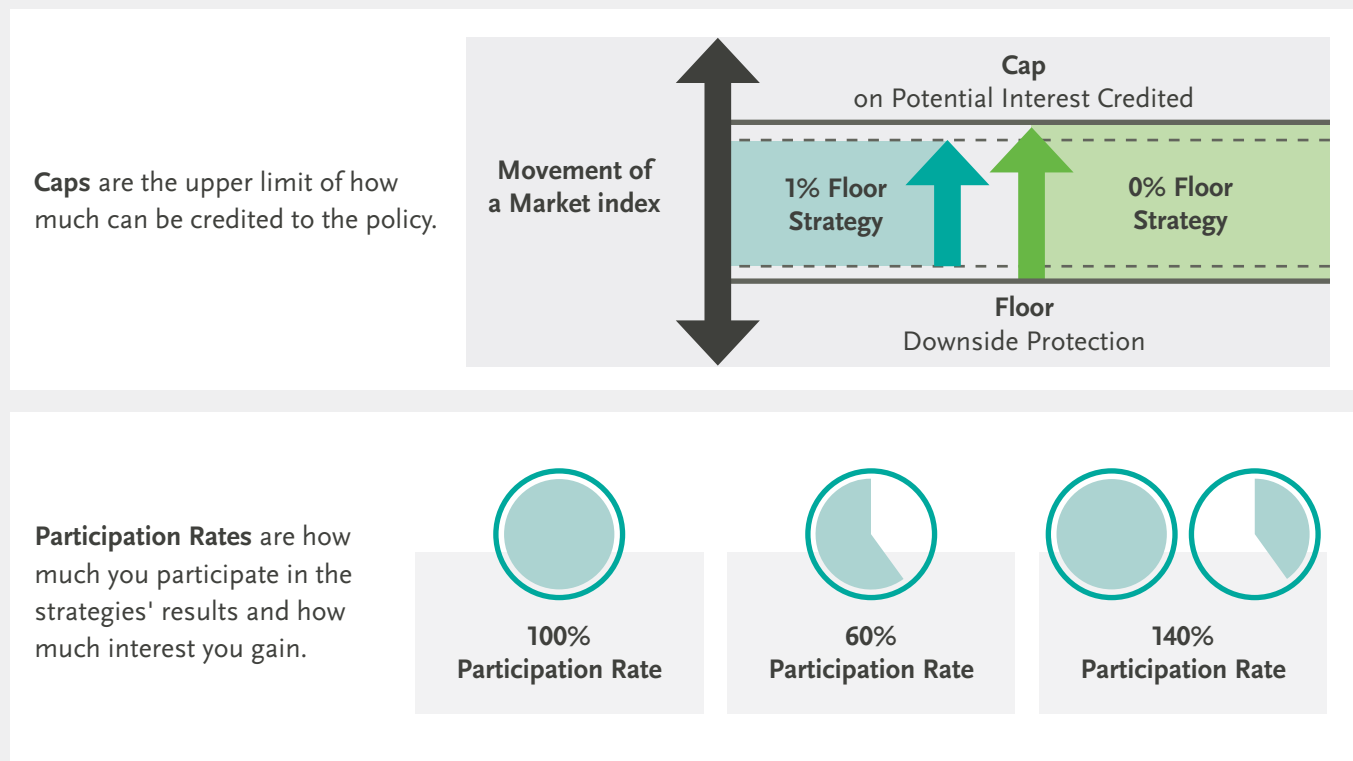 Caps are the upper limit of how
much can be credited to the policy.
Movement of
a Market index
Cap
on Potential Interest Credited
1% Floor
Strategy
0% Floor
Strategy
Floor
Downside Protection
Participation Rates are how
much you participate in the
strategies' results and how
much interest you gain.
100%
Participation Rate
60%
Participation Rate
140%
Participation Rate